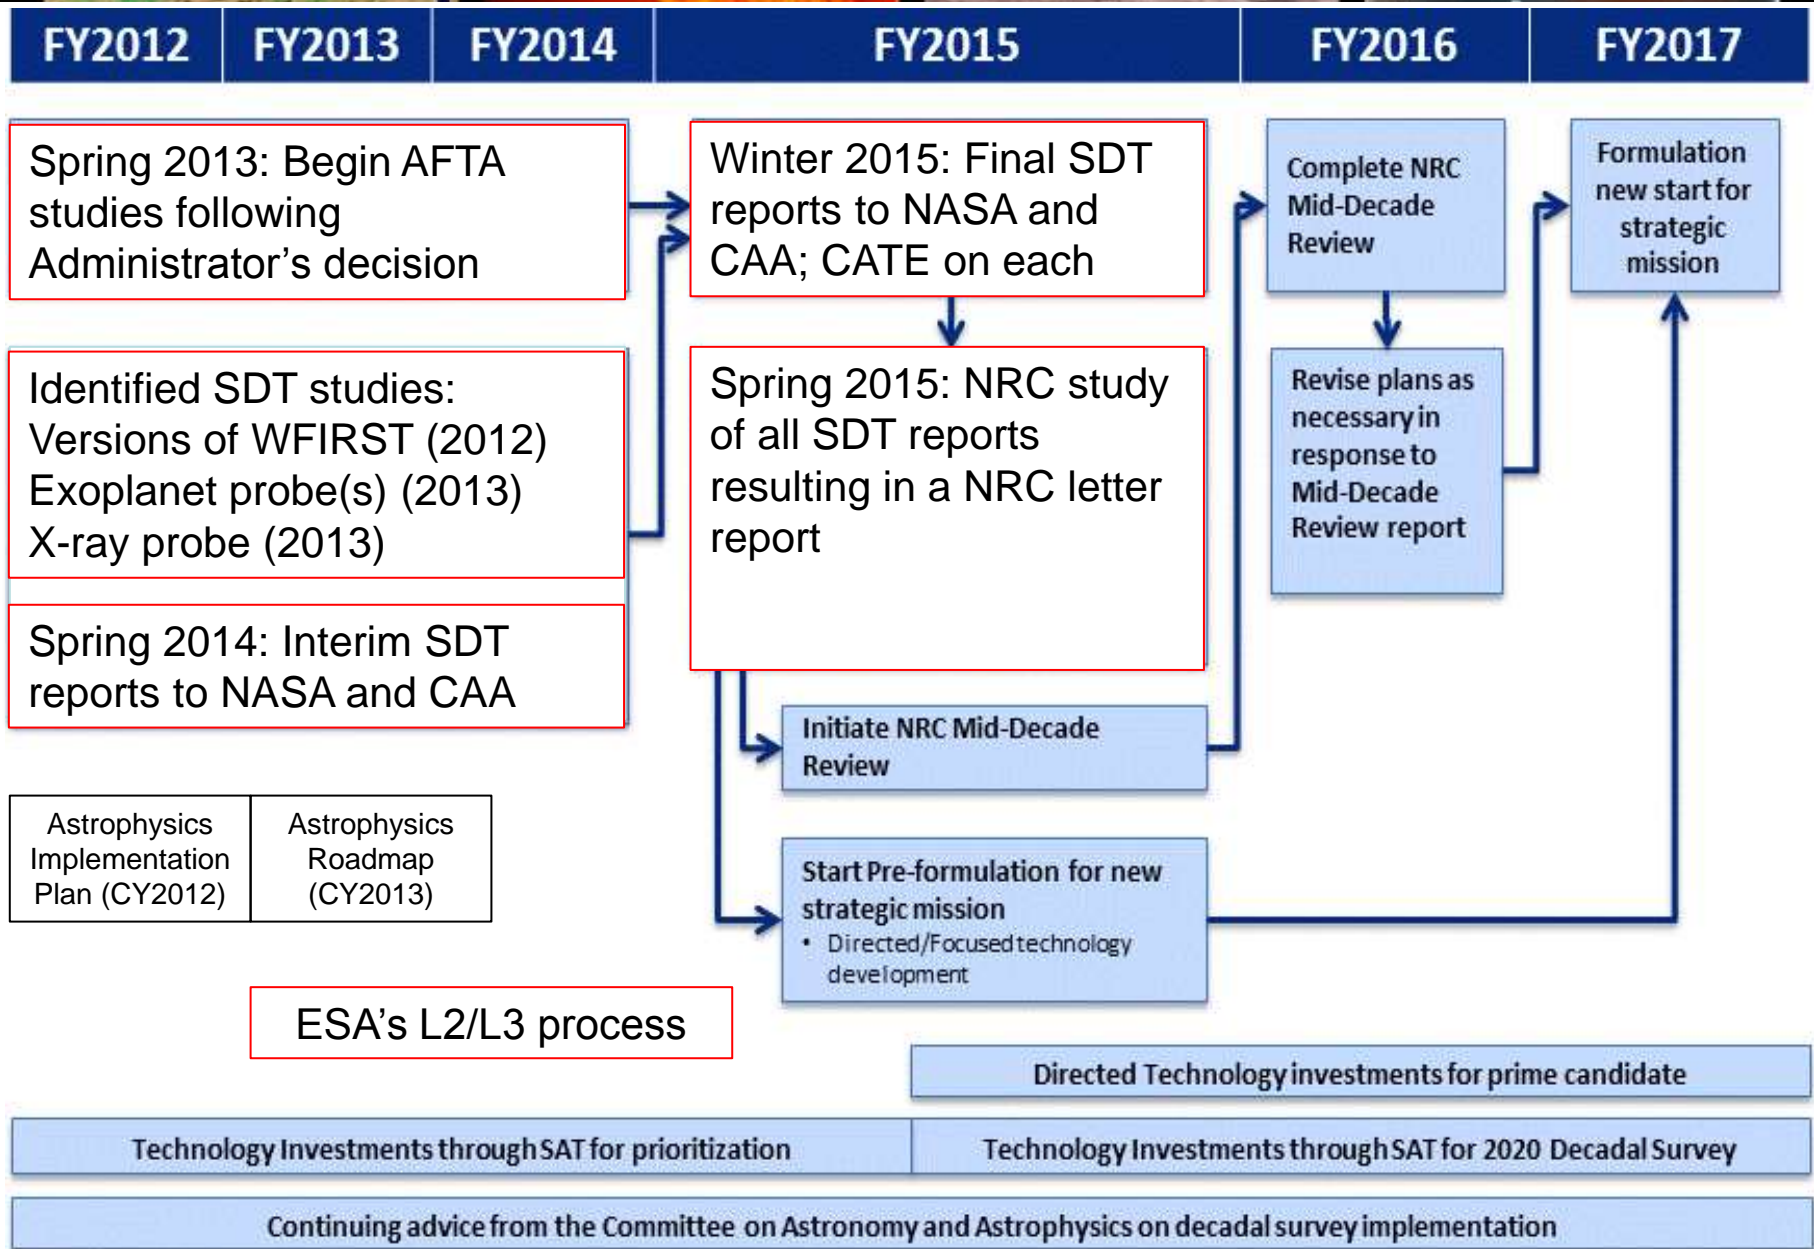 FY2012 FY2013 FY2014 FY2015 FY2016 FY2017
Spring 2013: Begin AFTA
studies following
Administrator’s decision
Identified SDT studies:
Versions of WFIRST (2012)
Exoplanet probe(s) (2013)
X-ray probe (2013)
Spring 2014: Interim SDT
reports to NASA and CAA
Winter 2015: Final SDT
reports to NASA and
CAA; CATE on each
Spring 2015: NRC study
of all SDT reports
resulting in a NRC letter
report
Initiate NRC Mid-Decade
Review
Start Pre-formulation for new
strategic mission
• Directed/Focused technology
development
Complete NRC
Mid-Decade
Review
Revise plans as
necessary in
response to
Mid-Decade
Review report
Formulation
new start for
strategic
mission
Astrophysics
Implementation
Plan (CY2012)
Astrophysics
Roadmap
(CY2013)
ESA’s L2/L3 process
Directed Technology investments for prime candidate
Technology Investments through SAT for prioritization
Technology Investments through SAT for 2020 Decadal Survey
Continuing advice from the Committee on Astronomy and Astrophysics on decadal survey implementation